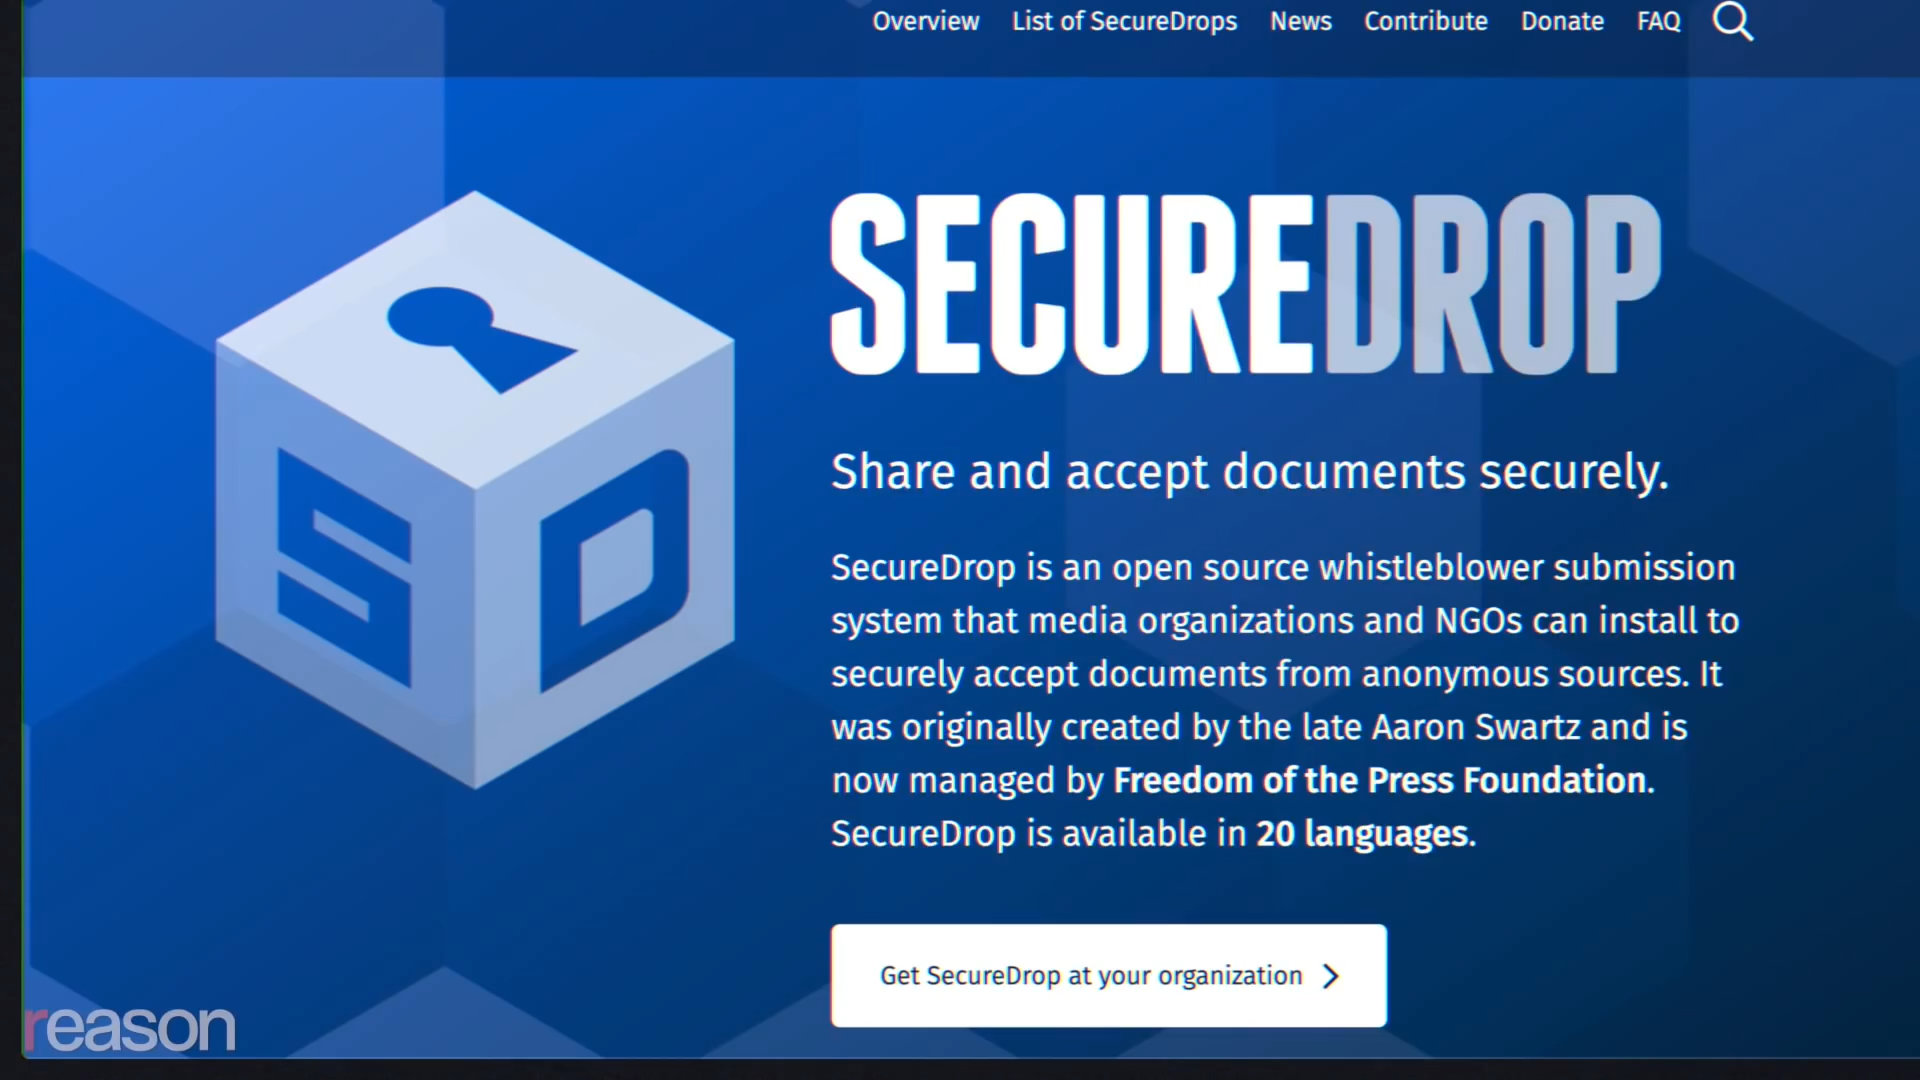 Overview List of SecureDrops News Contribute Donate FAQ
SECUREDROP
S D
Share and accept documents securely.
SecureDrop is an open source whistleblower submission
system that media organizations and NGOs can install to
securely accept documents from anonymous sources. It
was originally created by the late Aaron Swartz and is
now managed by Freedom of the Press Foundation.
SecureDrop is available in 20 languages.
Get SecureDrop at your organization
reason